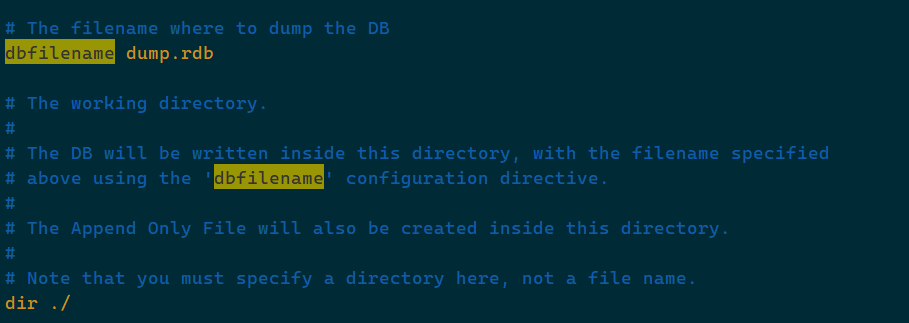 # The filename where to dump the DB
dbfilename dump.rdb
# The working directory.
#
# The DB will be written inside this directory, with the filename specified
# above using the 'dbfilename' configuration directive.
#
# The Append Only File will also be created inside this directory.
#
# Note that you must specify a directory here, not a file name.
dir ./